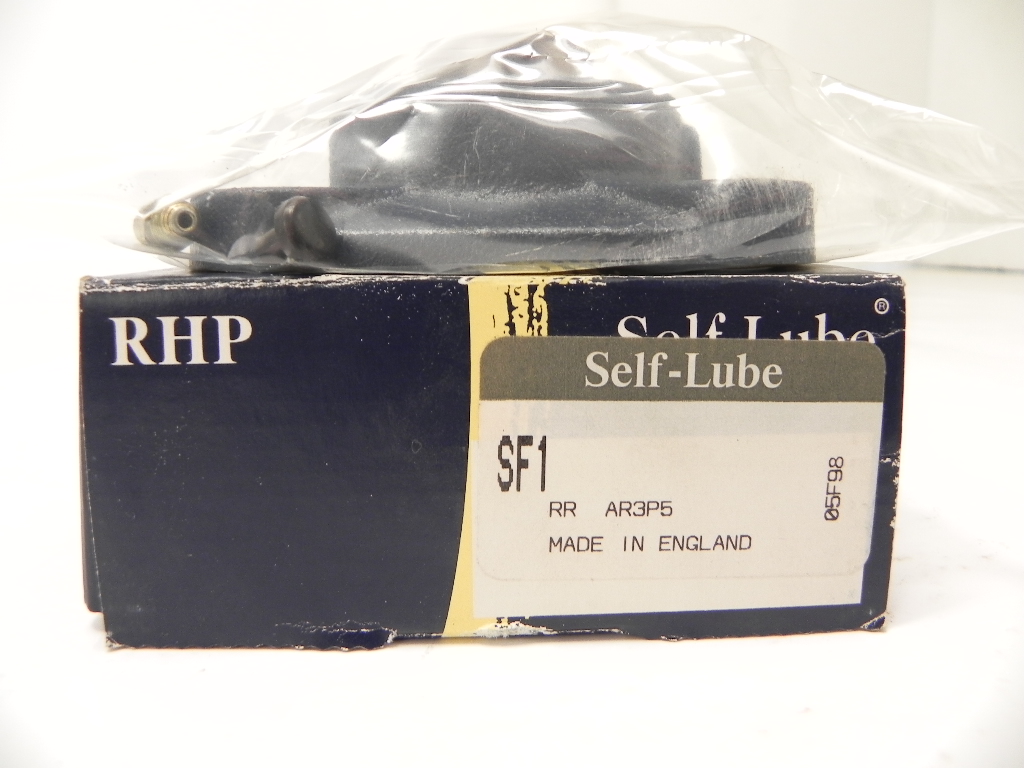 RHP
Self-Lube®
Self-Lube
SF1
RR AR3P5
MADE IN ENGLAND
05F98